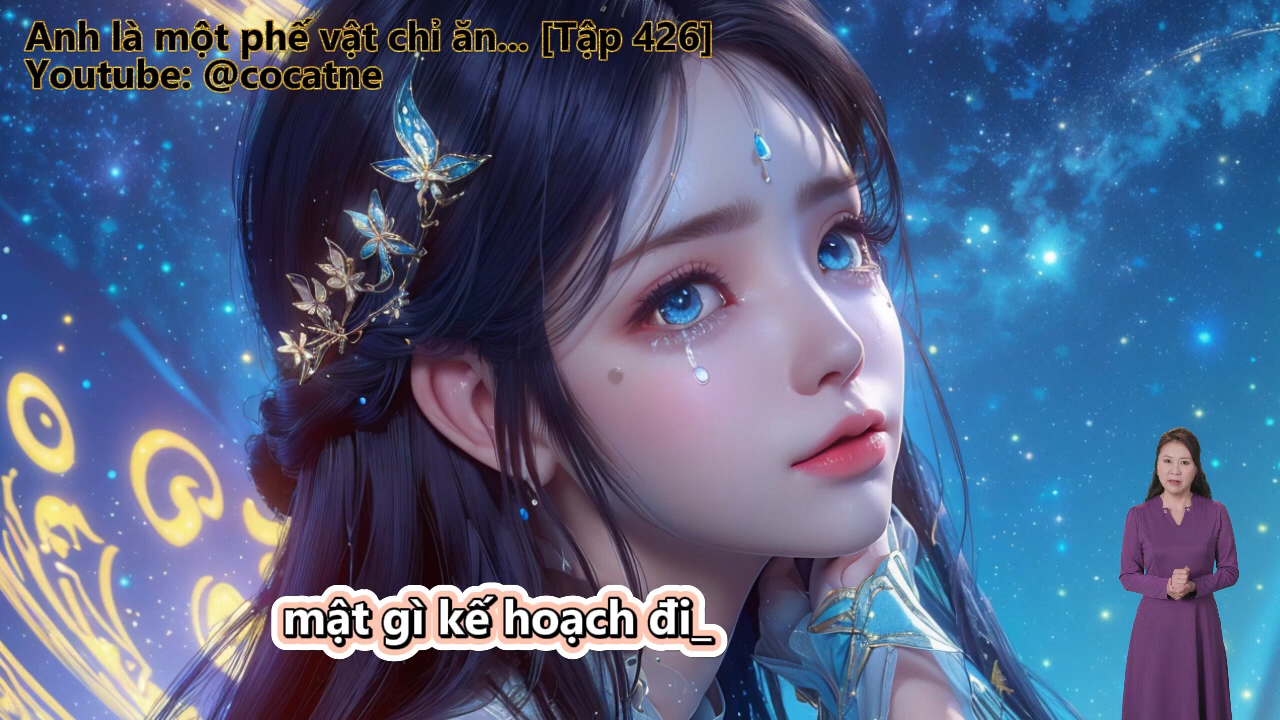 Anh là một phế vật chỉ ăn... [Tập 426]
Youtube: @cocatne
mật gì kế hoạch đi_